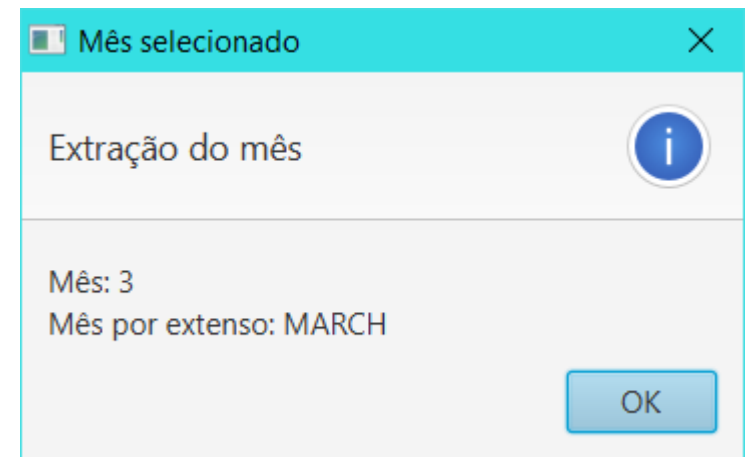 Mês selecionado
Extração do mês
Mês: 3
Mês por extenso: MARCH
OK